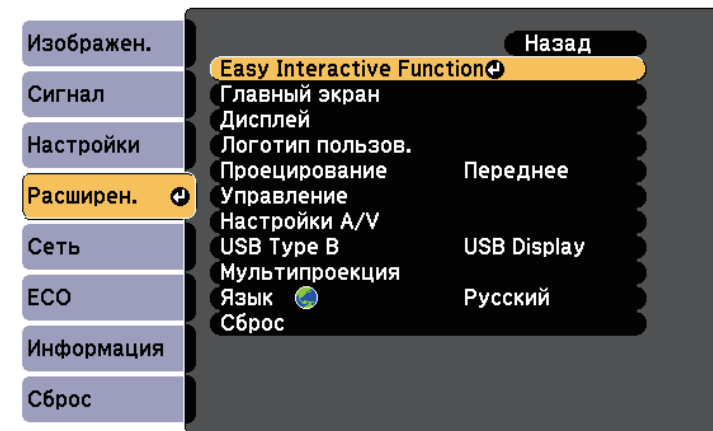 Изображен.
Сигнал
Настройки
Расширен.
Сеть
ECO
Информация
Сброс
Назад
Easy Interactive Function
Главный экран
Дисплей
Логотип пользов.
Проецирование Переднее
Управление
Настройки A/V
USB Type B USB Display
Мультипроекция
Язык Русский
Сброс